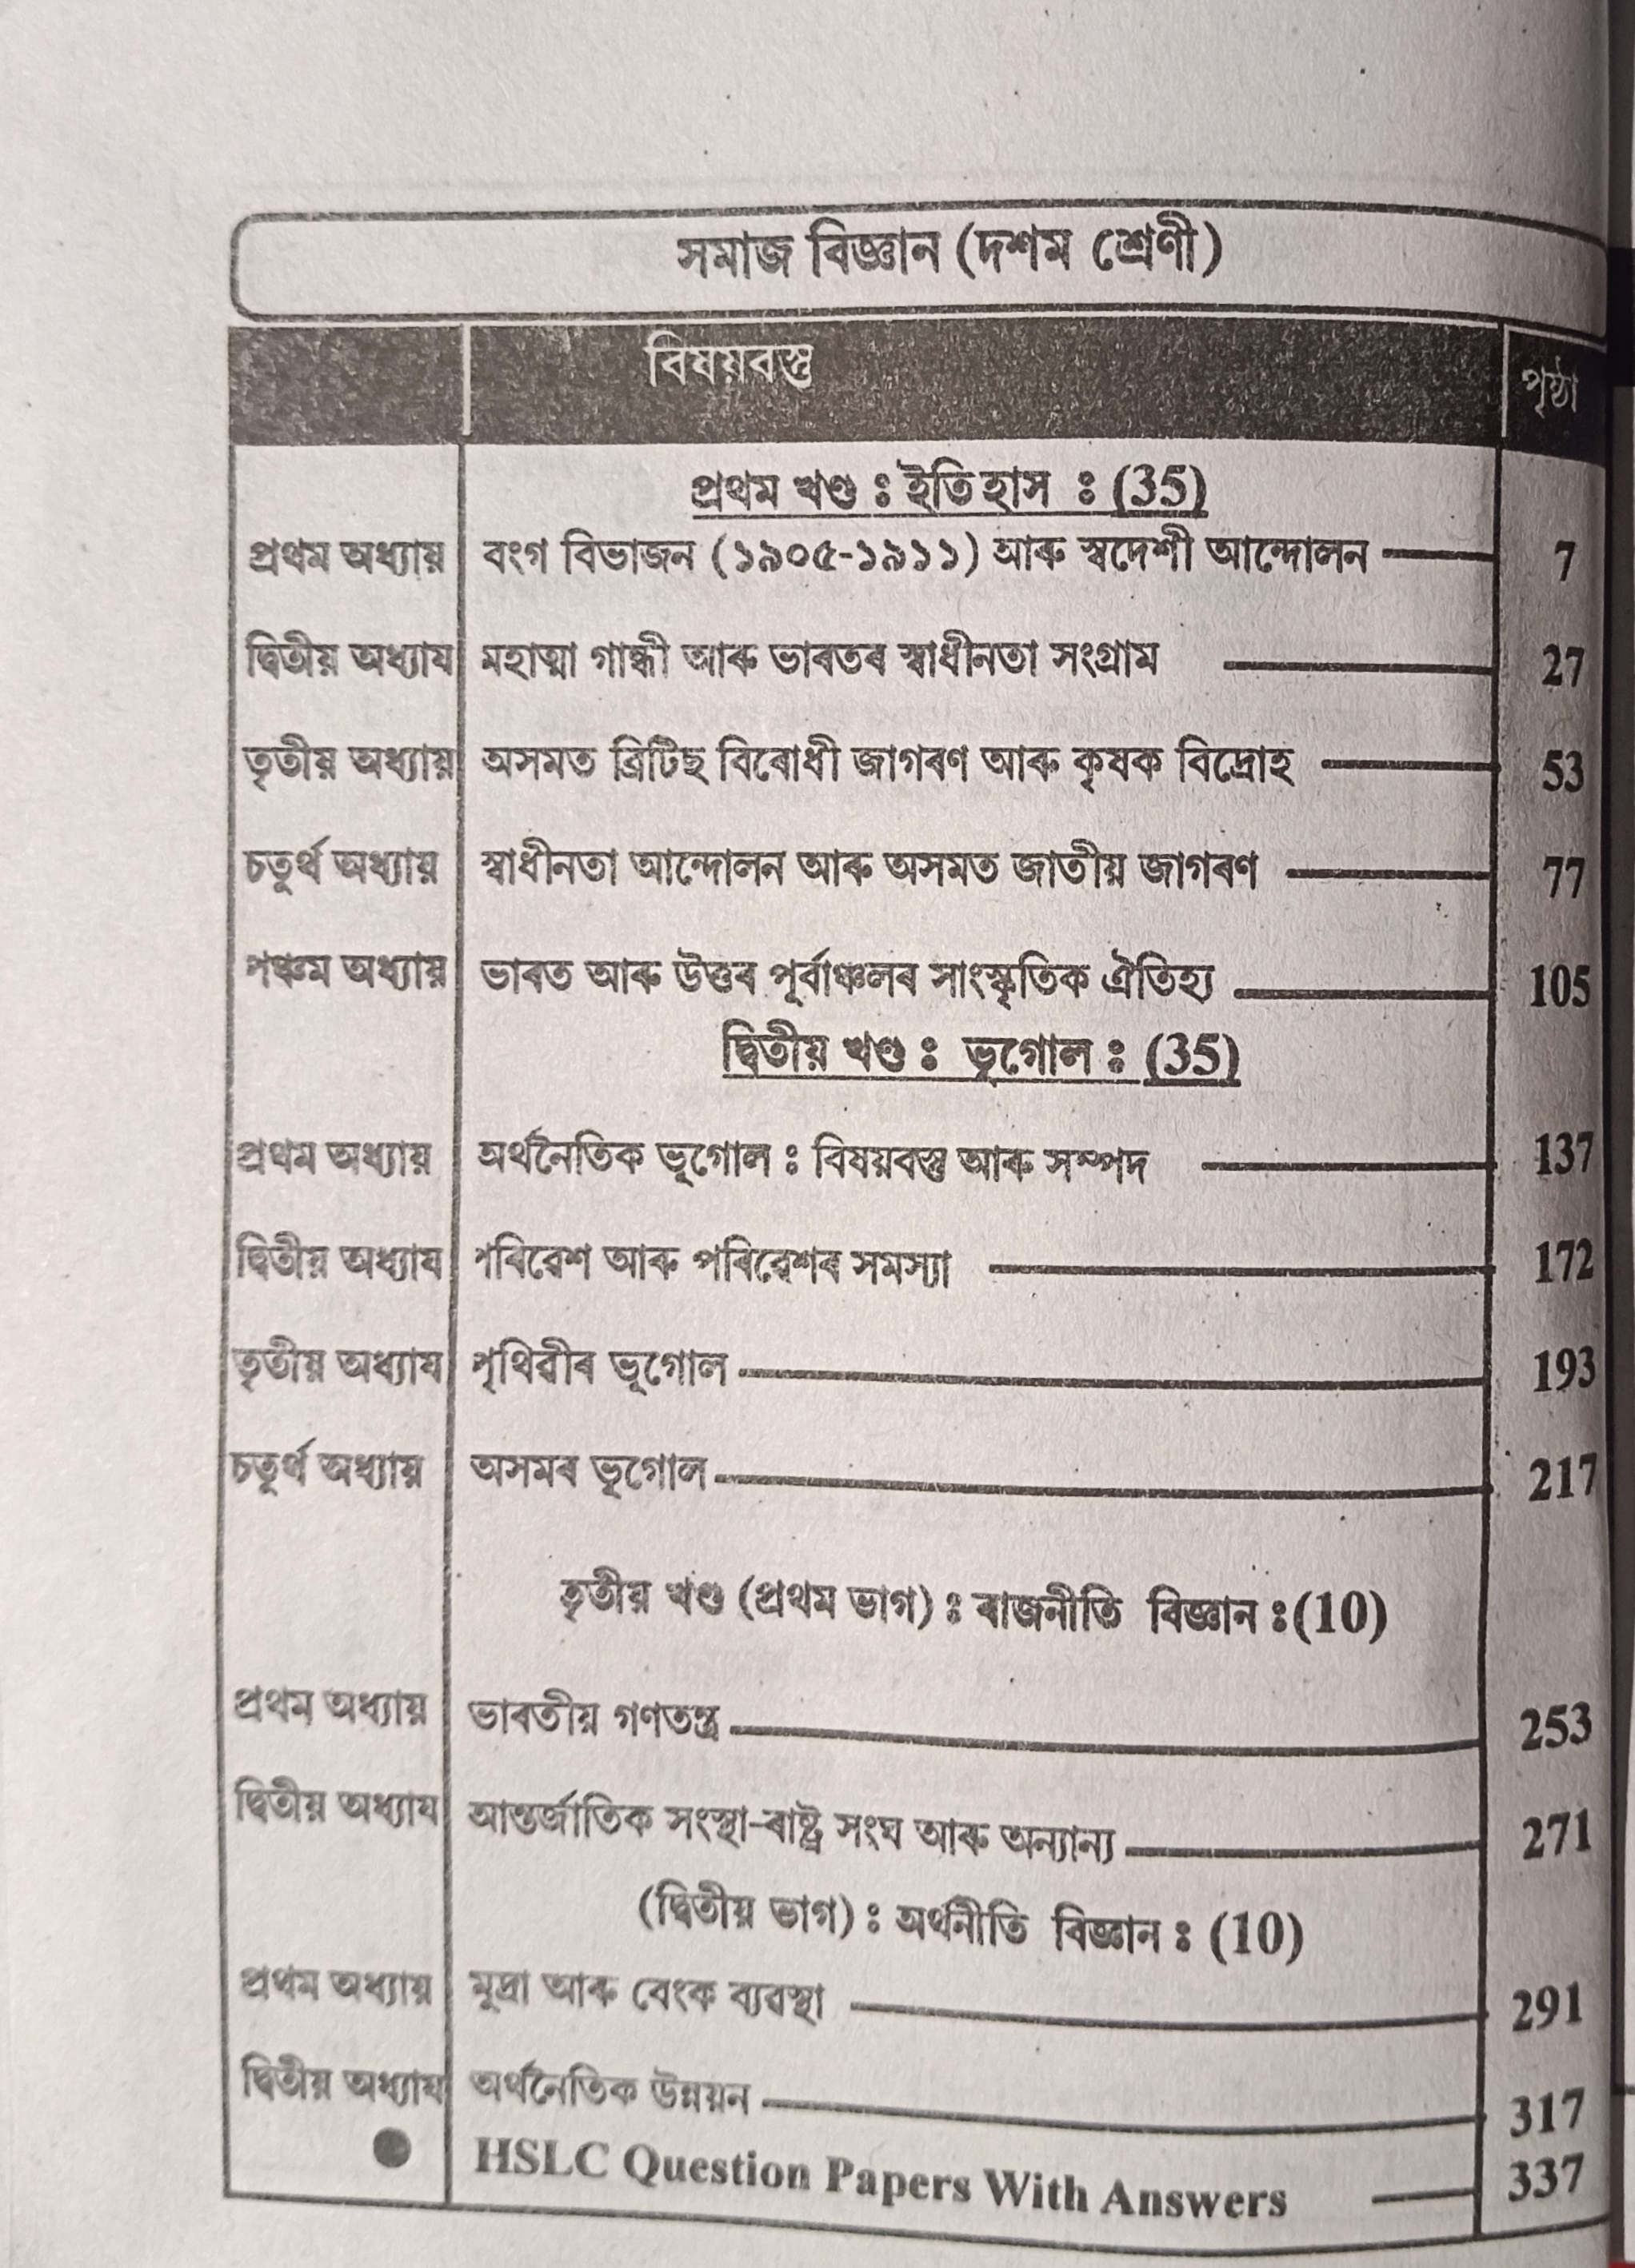 সমাজ বিজ্ঞান (দশম শ্ৰেণী)
বিষয়বস্তু পৃষ্ঠা
প্ৰথম খণ্ড : ইতিহাস : (35)
প্ৰথম অধ্যায় বংগ বিভাজন (১৯০৫-১৯১১) আৰু স্বদেশী আন্দোলন 7
দ্বিতীয় অধ্যায মহাত্মা গান্ধী আৰু ভাৰতৰ স্বাধীনতা সংগ্ৰাম 27
তৃতীয় অধ্যায় অসমত ব্ৰিটিছ বিৰোধী জাগৰণ আৰু কৃষক বিদ্ৰোহ 53
চতুৰ্থ অধ্যায় স্বাধীনতা আন্দোলন আৰু অসমত জাতীয় জাগৰণ 77
পঞ্চম অধ্যায় ভাৰত আৰু উত্তৰ পূৰ্বাঞ্চলৰ সাংস্কৃতিক ঐতিহ্য 105
দ্বিতীয় খণ্ড : ভূগোল : (35)
প্ৰথম অধ্যায় অৰ্থনৈতিক ভূগোল : বিষয়বস্তু আৰু সম্পদ 137
দ্বিতীয় অধ্যায পৰিৱেশ আৰু পৰিৱেশৰ সমস্যা 172
তৃতীয় অধ্যায পৃথিৱীৰ ভূগোল 193
চতুৰ্থ অধ্যায় অসমৰ ভূগোল 217
তৃতীয় খণ্ড (প্ৰথম ভাগ) : ৰাজনীতি বিজ্ঞান : (10)
প্ৰথম অধ্যায় ভাৰতীয় গণতন্ত্ৰ 253
দ্বিতীয় অধ্যায আন্তৰ্জাতিক সংস্থা-ৰাষ্ট্ৰ সংঘ আৰু অন্যান্য 271
(দ্বিতীয় ভাগ) : অৰ্থনীতি বিজ্ঞান : (10)
প্ৰথম অধ্যায় মুদ্ৰা আৰু বেংক ব্যৱস্থা 291
দ্বিতীয় অধ্যায অৰ্থনৈতিক উন্নয়ন 317
● HSLC Question Papers With Answers 337